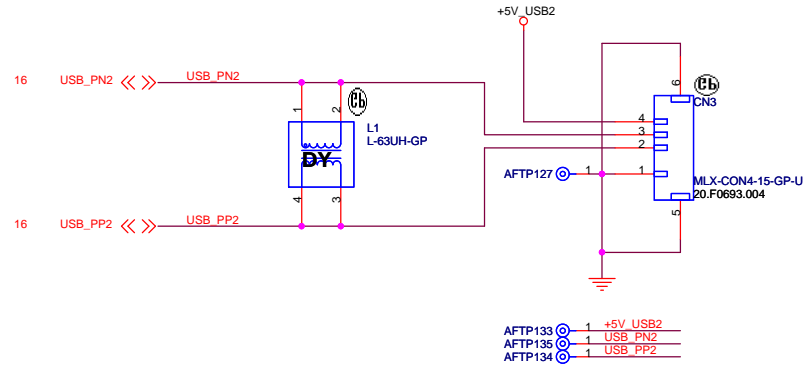 +5V_USB2
16 USB_PN2 USB_PN2
6
CN3
1 2
L1
L-63UH-GP
DY
4
3
2
AFTP127 1 1
MLX-CON4-15-GP-U
20.F0693.004
4 3
5
16 USB_PP2 USB_PP2
AFTP133 1 +5V_USB2
AFTP135 1 USB_PN2
AFTP134 1 USB_PP2